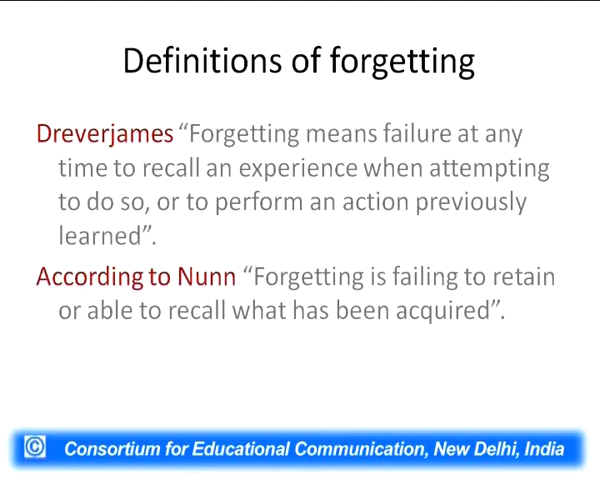 Definitions of forgetting
Dreverjames “Forgetting means failure at any
time to recall an experience when attempting
to do so, or to perform an action previously
learned”.
According to Nunn “Forgetting is failing to retain
or able to recall what has been acquired”.
© Consortium for Educational Communication, New Delhi, India